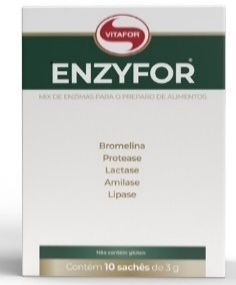 VITAFOR
ENZYFOR®
MIX DE ENZIMAS PARA O PREPARO DE ALIMENTOS
Bromelina
Protease
Lactase
Amilase
Lipase
Não contém glúten
Contém 10 sachês de 3 g